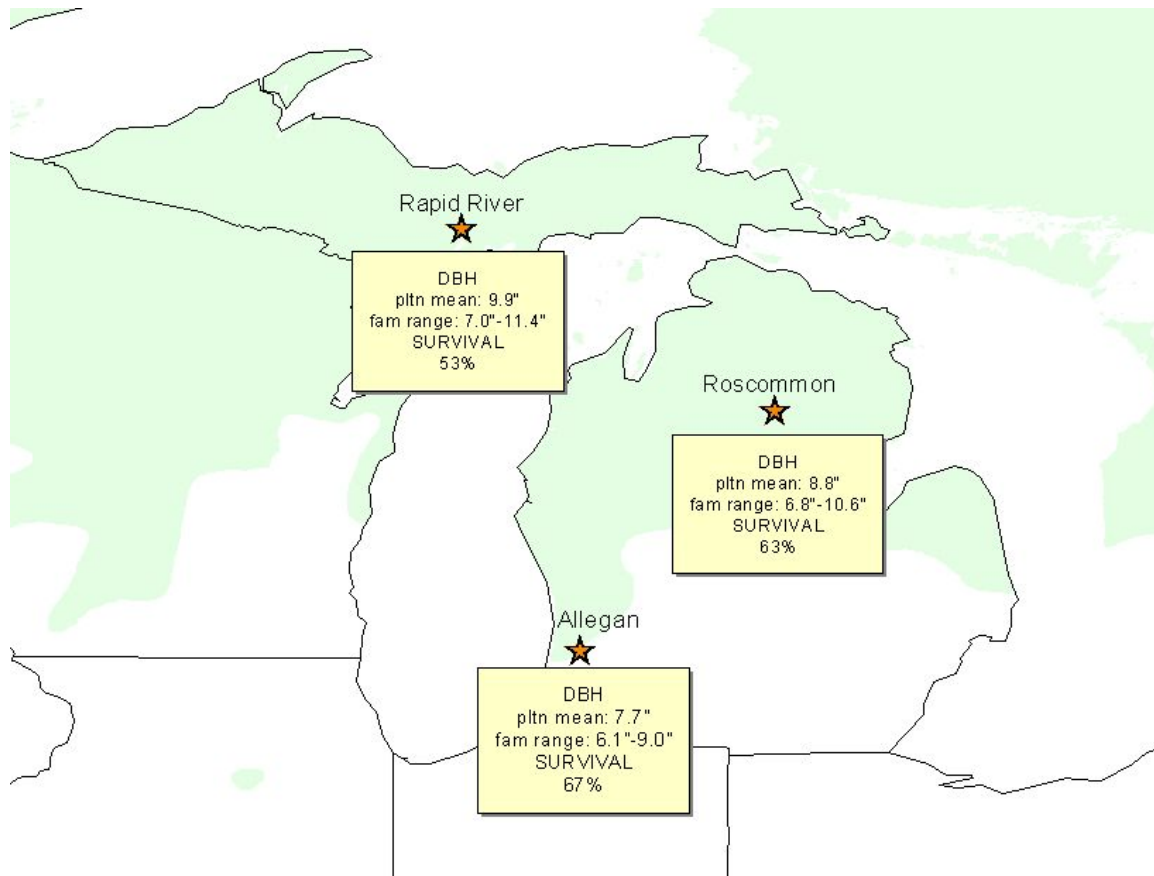 Rapid River
DBH
pltn mean: 9.9"
fam range: 7.0"-11.4"
SURVIVAL
53%
Roscommon
DBH
pltn mean: 8.8"
fam range: 6.8"-10.6"
SURVIVAL
63%
Allegan
DBH
pltn mean: 7.7"
fam range: 6.1"-9.0"
SURVIVAL
67%